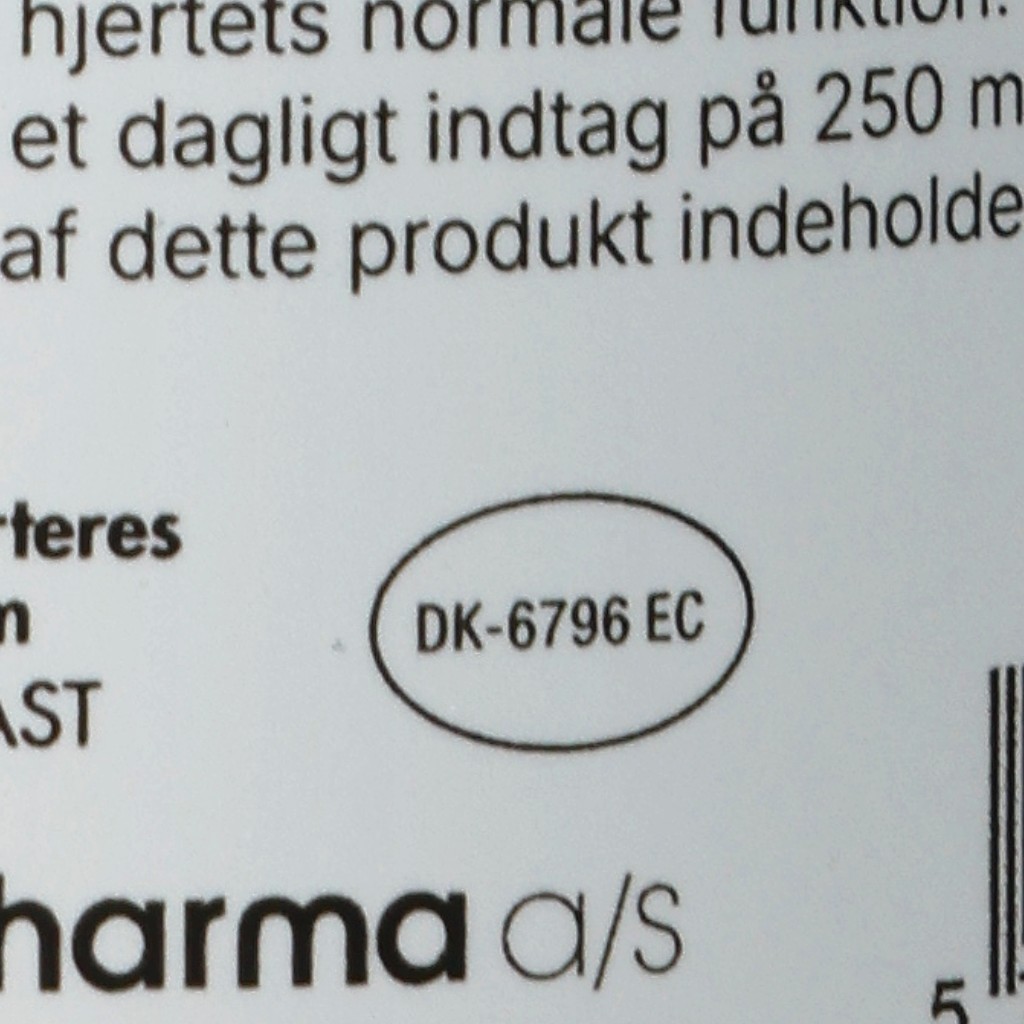 hjertets normale funktion.
et dagligt indtag på 250 m
af dette produkt indeholde
rteres
DK-6796 EC
AST
harma a/s
5